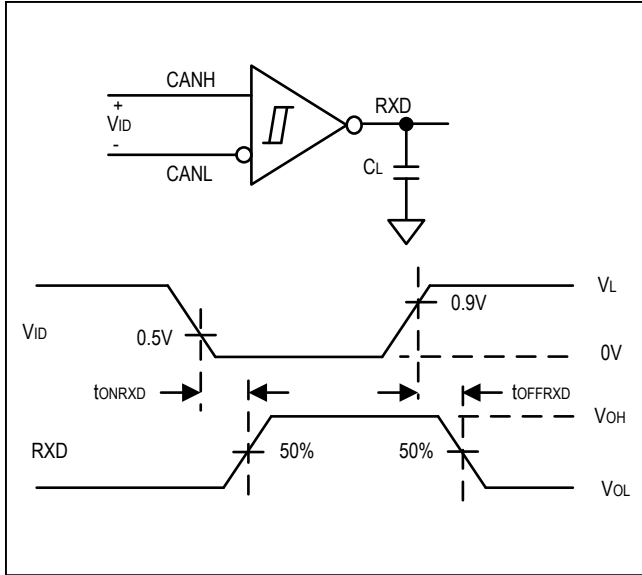 CANH
RXD
+
VID
-
CANL
CL
VL
0.9V
VID
0.5V
0V
tONRXD
tOFFRXD
VOH
RXD
50%
50%
VOL